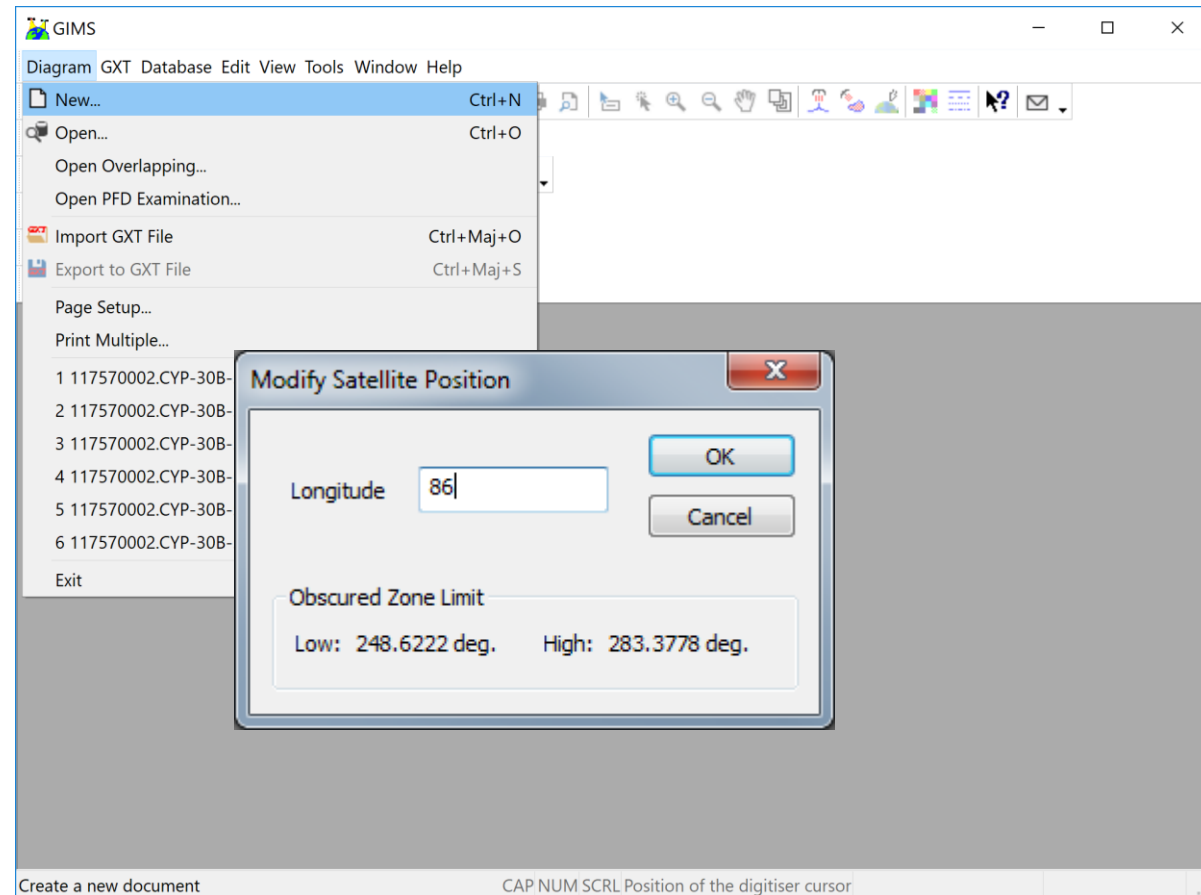 GIMS
Diagram GXT Database Edit View Tools Window Help
New... Ctrl+N
Open... Ctrl+O
Open Overlapping...
Open PFD Examination...
GXT Import GXT File Ctrl+Maj+O
Export to GXT File Ctrl+Maj+S
Page Setup...
Print Multiple...
1 117570002.CYP-30B-
2 117570002.CYP-30B-
3 117570002.CYP-30B-
4 117570002.CYP-30B-
5 117570002.CYP-30B-
6 117570002.CYP-30B-
Exit
Modify Satellite Position
OK
Longitude 86
Cancel
Obscured Zone Limit
Low: 248.6222 deg. High: 283.3778 deg.
Create a new document CAP NUM SCRL Position of the digitiser cursor